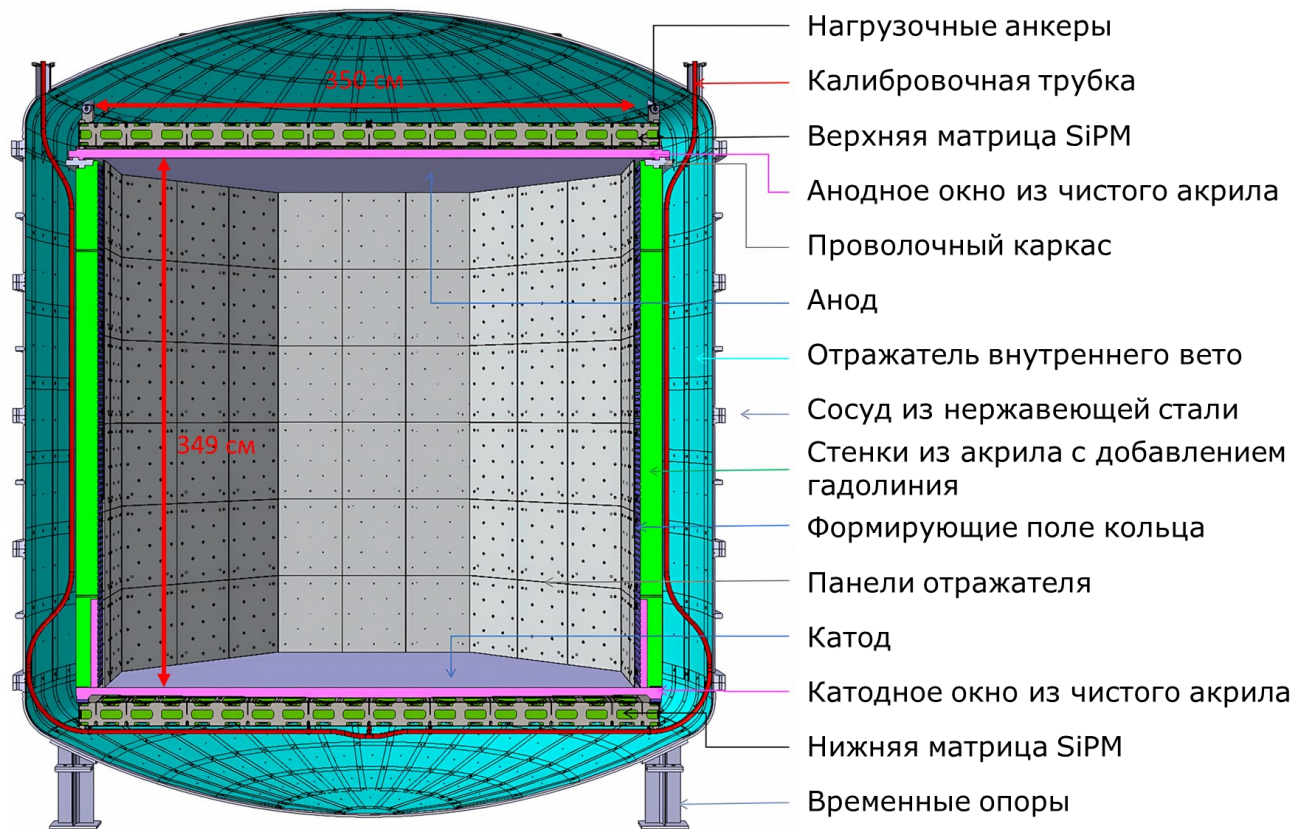 Нагрузочные анкеры
350 см
Калибровочная трубка
Верхняя матрица SiPM
Анодное окно из чистого акрила
Проволочный каркас
Анод
Отражатель внутреннего вето
Сосуд из нержавеющей стали
349 см
Стенки из акрила с добавлением
гадолиния
Формирующие поле кольца
Панели отражателя
Катод
Катодное окно из чистого акрила
Нижняя матрица SiPM
Временные опоры